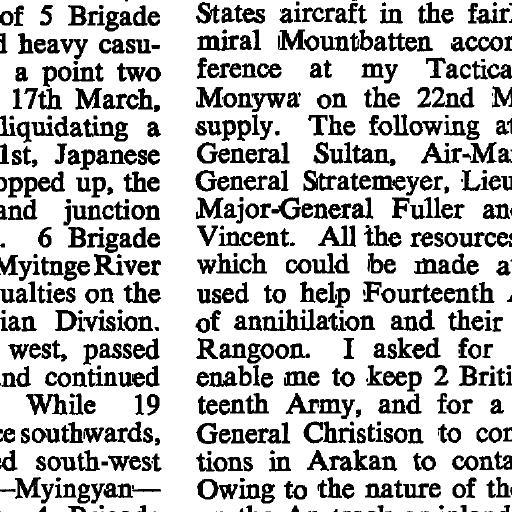 of 5 Brigade
heavy casu-
a point two
17th March,
liquidating a
1st, Japanese
opped up, the
and junction
. 6 Brigade
Myitnge River
ualties on the
ian Division.
west, passed
nd continued
While 19
ce southwards,
ed south-west
—Myingyan—
States aircraft in the fair
miral Mountbatten accor
ference at my Tactica
Monywa on the 22nd M
supply. The following at
General Sultan, Air-Ma
General Stratemeyer, Lieu
Major-General Fuller an
Vincent. All the resources
which could be made a
used to help Fourteenth
of annihilation and their
Rangoon. I asked for
enable me to keep 2 Briti
teenth Army, and for a
General Christison to con
tions in Arakan to conta
Owing to the nature of th